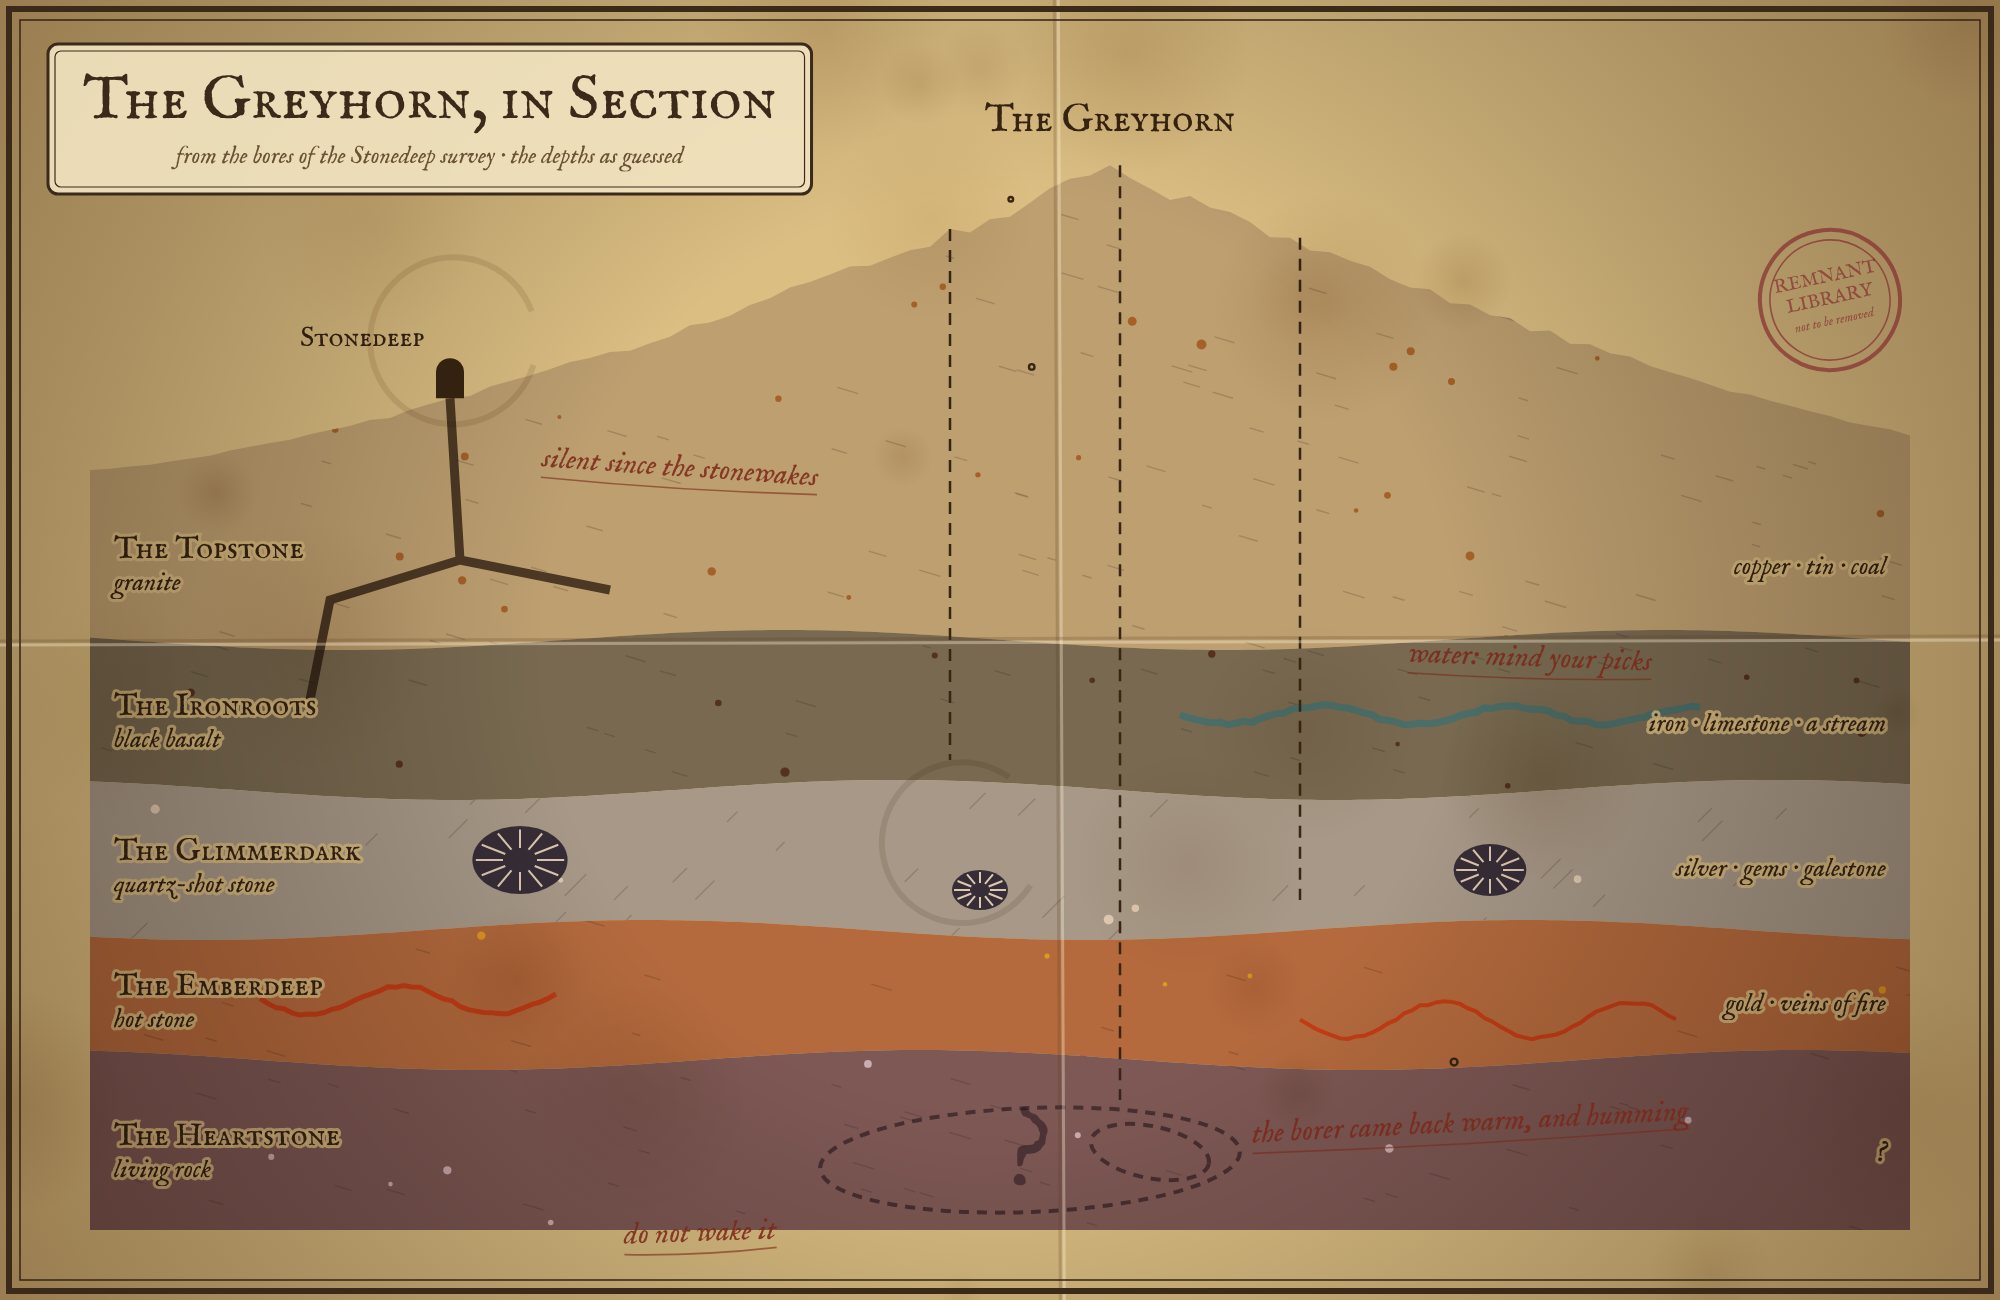 The Greyhorn, in Section
from the bores of the Stonedeep survey · the depths as guessed
The Greyhorn
REMNANT
LIBRARY
not to be removed
Stonedeep
silent since the stonewakes
The Topstone
granite
copper · tin · coal
water: mind your picks
The Ironroots
black basalt
iron · limestone · a stream
The Glimmerdark
quartz-shot stone
silver · gems · galestone
The Emberdeep
hot stone
gold · veins of fire
The Heartstone
living rock
?
the borer came back warm, and humming
?
do not wake it